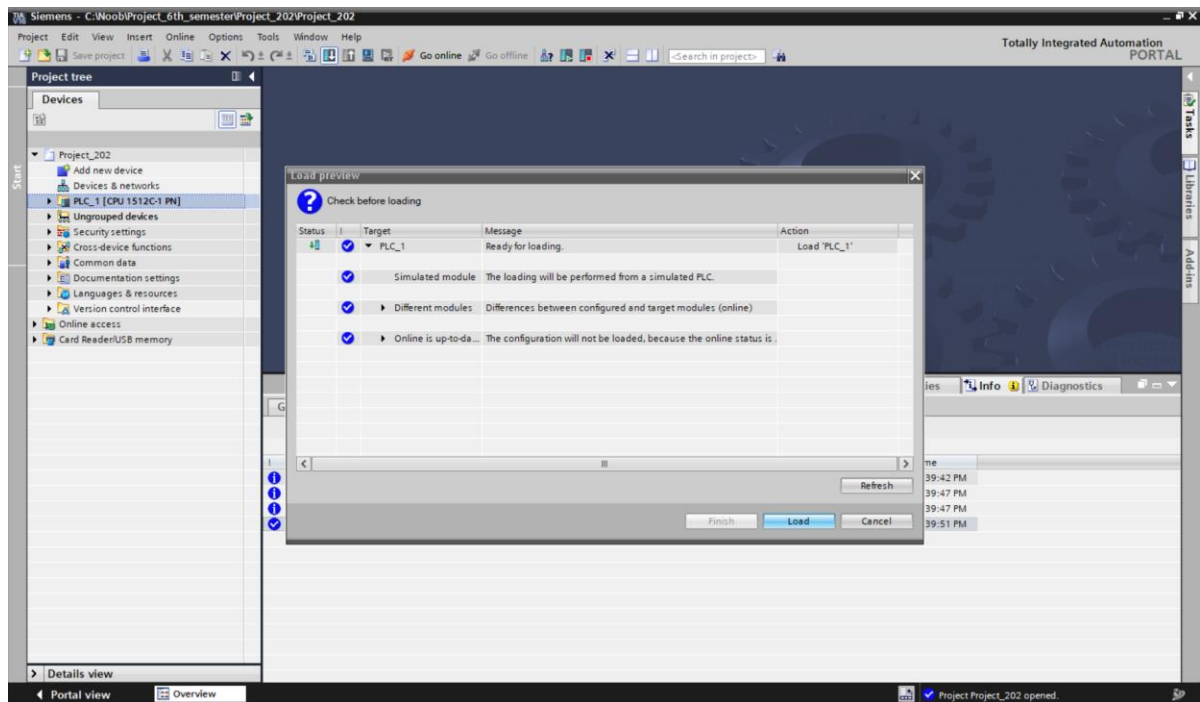 Siemens - C:\Noob\Project_6th_semester\Project_202\Project_202
Project Edit View Insert Online Options Tools Window Help
Totally Integrated Automation
PORTAL
Save project Go online Go offline <Search in project>
Project tree
Devices
Start
Project_202
Add new device
Devices & networks
PLC_1 [CPU 1512C-1 PN]
Ungrouped devices
Security settings
Cross-device functions
Common data
Documentation settings
Languages & resources
Version control interface
Online access
Card Reader/USB memory
Load preview
Check before loading
Status ! Target Message Action
PLC_1 Ready for loading. Load 'PLC_1'
Simulated module The loading will be performed from a simulated PLC.
Different modules Differences between configured and target modules (online)
Online is up-to-da... The configuration will not be loaded, because the online status is .
Refresh
Finish Load Cancel
ies Info Diagnostics
G
! me
39:42 PM
39:47 PM
39:47 PM
39:51 PM
Tasks
Libraries
Add-ins
Details view
Portal view Overview Project Project_202 opened.